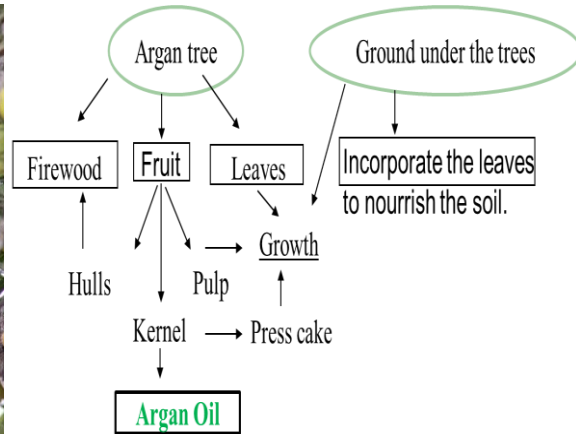 Argan tree
Ground under the trees
Firewood
Fruit
Leaves
Incorporate the leaves
to nourrish the soil.
Hulls
Pulp
Growth
Kernel
Press cake
Argan Oil